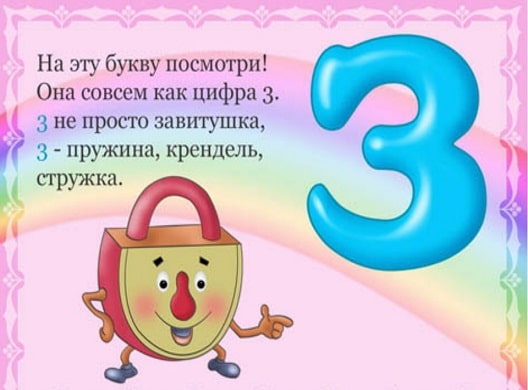 На эту букву посмотри!
Она совсем как цифра 3.
З не просто завитушка,
З - пружина, крендель,
стружка.
З